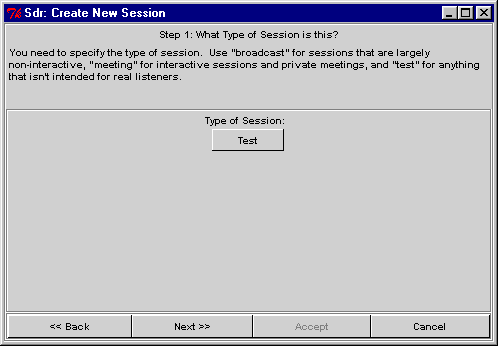 Sdr: Create New Session
Step 1: What Type of Session is this?
You need to specify the type of session.  Use "broadcast" for sessions that are largely
non-interactive, "meeting" for interactive sessions and private meetings, and "test" for anything
that isn't intended for real listeners.
Type of Session:
Test
<< Back
Next >>
Accept
Cancel